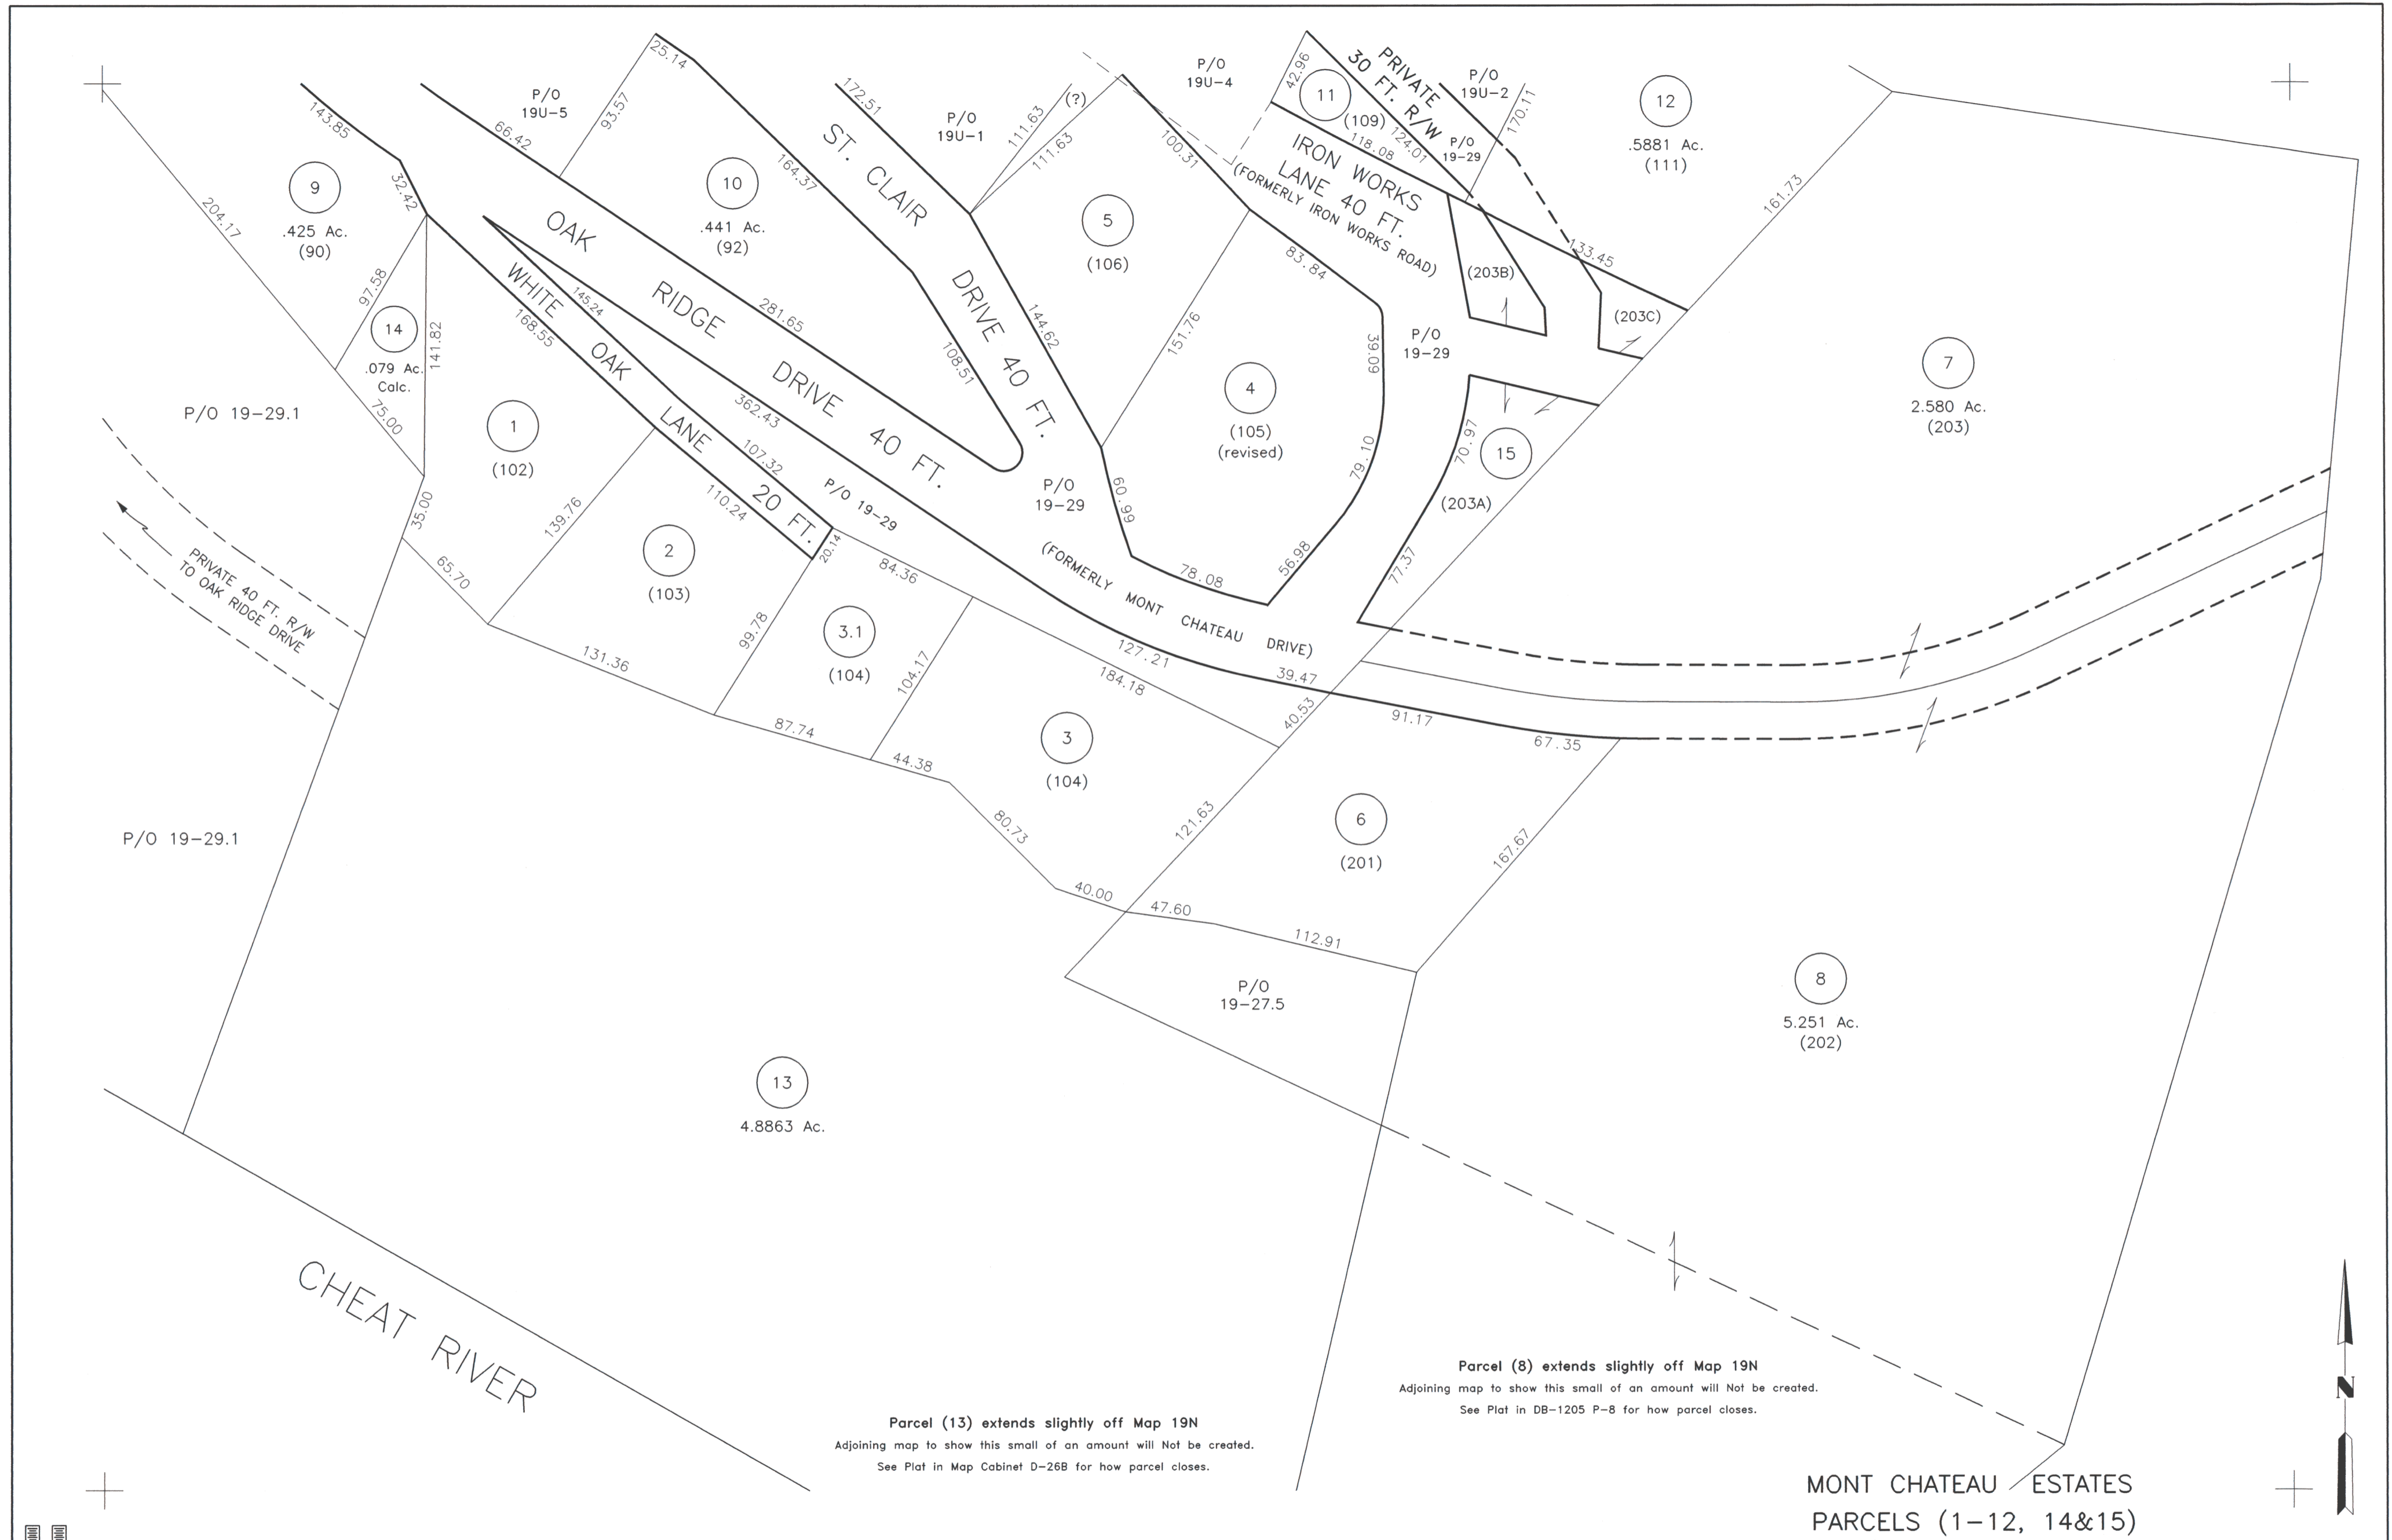 25.14
143.85
66.42
P/O
19U-5
93.57
172.51
P/O
19U-1
111.63
(?)
111.63
100.31
P/O
19U-4
42.96
11
(109)
118.08
124.01
PRIVATE
30 FT. R/W
P/O
19U-2
P/O
19-29
170.11
12
.5881 Ac.
(111)
161.73
9
.425 Ac.
(90)
204.17
32.42
10
.441 Ac.
(92)
164.37
ST. CLAIR
DRIVE 40 FT.
5
(106)
IRON WORKS
LANE 40 FT.
(FORMERLY IRON WORKS ROAD)
83.84
133.45
(203B)
(203C)
97.58
14
.079 Ac.
Calc.
141.82
75.00
WHITE OAK LANE 20 FT.
145.24
168.55
OAK RIDGE DRIVE 40 FT.
281.65
108.51
144.62
151.76
39.09
P/O
19-29
4
(105)
(revised)
79.10
70.97
15
(203A)
77.37
7
2.580 Ac.
(203)
P/O 19-29.1
1
(102)
362.43
107.32
110.24
P/O 19-29
P/O
19-29
60.99
35.00
139.76
2
(103)
20.14
84.36
(FORMERLY MONT CHATEAU DRIVE)
78.08
56.98
PRIVATE 40 FT. R/W
TO OAK RIDGE DRIVE
65.70
131.36
99.78
3.1
(104)
104.17
127.21
184.18
39.47
40.53
91.17
67.35
87.74
44.38
3
(104)
80.73
121.63
6
(201)
167.67
P/O 19-29.1
40.00
47.60
112.91
P/O
19-27.5
8
5.251 Ac.
(202)
13
4.8863 Ac.
CHEAT RIVER
Parcel (8) extends slightly off Map 19N
Adjoining map to show this small of an amount will Not be created.
See Plat in DB-1205 P-8 for how parcel closes.
N
Parcel (13) extends slightly off Map 19N
Adjoining map to show this small of an amount will Not be created.
See Plat in Map Cabinet D-26B for how parcel closes.
MONT CHATEAU ESTATES
PARCELS (1-12, 14&15)